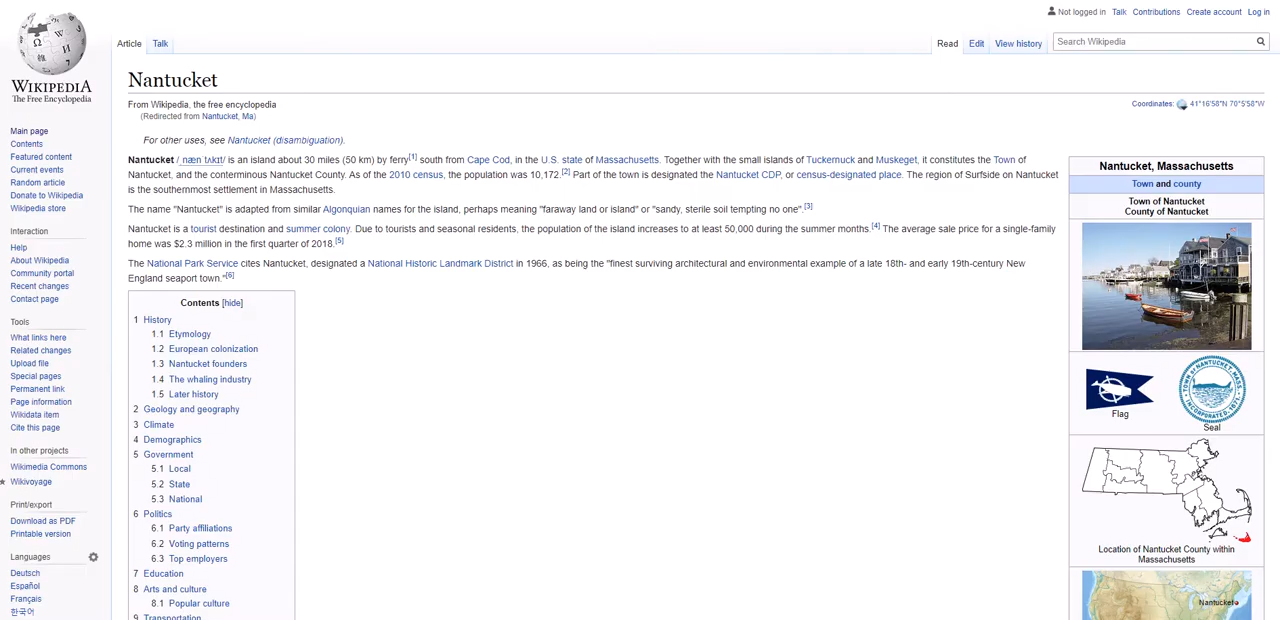 Not logged in Talk Contributions Create account Log in
Article Talk Read Edit View history Search Wikipedia
WIKIPEDIA
The Free Encyclopedia
Main page
Contents
Featured content
Current events
Random article
Donate to Wikipedia
Wikipedia store
Interaction
Help
About Wikipedia
Community portal
Recent changes
Contact page
Tools
What links here
Related changes
Upload file
Special pages
Permanent link
Page information
Wikidata item
Cite this page
In other projects
Wikimedia Commons
Wikivoyage
Print/export
Download as PDF
Printable version
Languages
Deutsch
Español
Français
한국어
Nantucket
From Wikipedia, the free encyclopedia
(Redirected from Nantucket, Ma)
Coordinates: 41°16′58″N 70°5′58″W
For other uses, see Nantucket (disambiguation).
Nantucket /ˌnænˈtʌkɪt/ is an island about 30 miles (50 km) by ferry[1] south from Cape Cod, in the U.S. state of Massachusetts. Together with the small islands of Tuckernuck and Muskeget, it constitutes the Town of
Nantucket, and the conterminous Nantucket County. As of the 2010 census, the population was 10,172.[2] Part of the town is designated the Nantucket CDP, or census-designated place. The region of Surfside on Nantucket
is the southernmost settlement in Massachusetts.
The name "Nantucket" is adapted from similar Algonquian names for the island, perhaps meaning "faraway land or island" or "sandy, sterile soil tempting no one".[3]
Nantucket is a tourist destination and summer colony. Due to tourists and seasonal residents, the population of the island increases to at least 50,000 during the summer months.[4] The average sale price for a single-family
home was $2.3 million in the first quarter of 2018.[5]
The National Park Service cites Nantucket, designated a National Historic Landmark District in 1966, as being the "finest surviving architectural and environmental example of a late 18th- and early 19th-century New
England seaport town."[6]
Contents [hide]
1 History
1.1 Etymology
1.2 European colonization
1.3 Nantucket founders
1.4 The whaling industry
1.5 Later history
2 Geology and geography
3 Climate
4 Demographics
5 Government
5.1 Local
5.2 State
5.3 National
6 Politics
6.1 Party affiliations
6.2 Voting patterns
6.3 Top employers
7 Education
8 Arts and culture
8.1 Popular culture
9 Transportation
Nantucket, Massachusetts
Town and county
Town of Nantucket
County of Nantucket
TOWN OF NANTUCKET, MASS.
INCORPORATED 1671
Flag
Seal
Location of Nantucket County within
Massachusetts
Nantucket